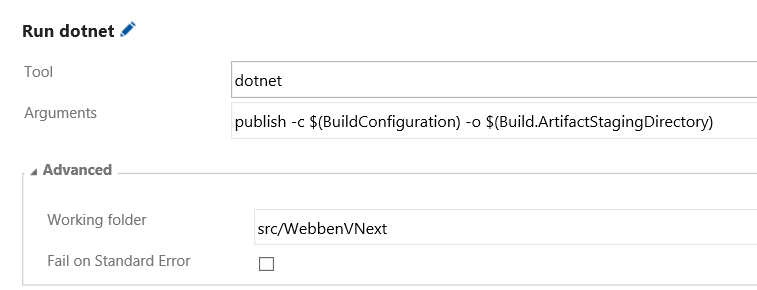 Run dotnet
Tool
dotnet
Arguments
publish -c $(BuildConfiguration) -o $(Build.ArtifactStagingDirectory)
Advanced
Working folder
src/WebbenVNext
Fail on Standard Error